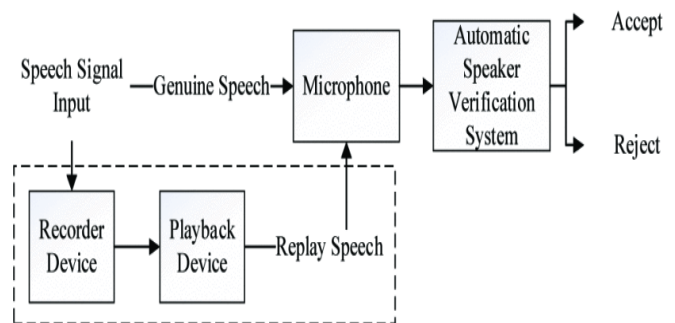 Speech Signal
Input
Genuine Speech
Microphone
Automatic
Speaker
Verification
System
Accept
Reject
Recorder
Device
Playback
Device
Replay Speech